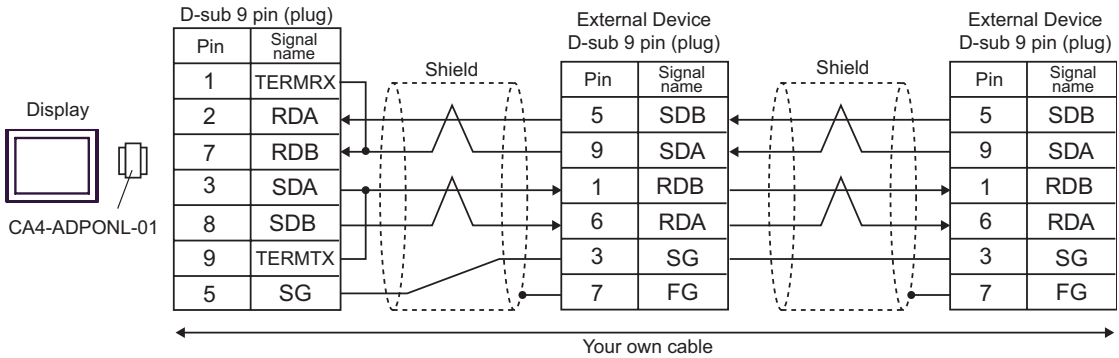 D-sub 9 pin (plug)
Pin Signal name
1 TERMRX
2 RDA
7 RDB
3 SDA
8 SDB
9 TERMTX
5 SG
Display
CA4-ADPONL-01
Shield
External Device
D-sub 9 pin (plug)
Pin Signal name
5 SDB
9 SDA
1 RDB
6 RDA
3 SG
7 FG
Shield
External Device
D-sub 9 pin (plug)
Pin Signal name
5 SDB
9 SDA
1 RDB
6 RDA
3 SG
7 FG
Your own cable